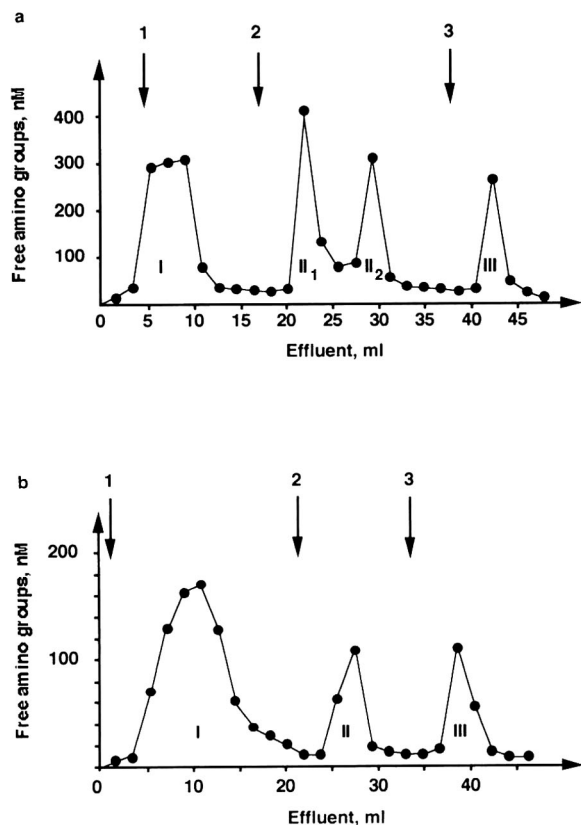 a
1 2 3
Free amino groups, nM
400
300
200
100
I II1 II2 III
0 5 10 15 20 25 30 35 40 45
Effluent, ml
b
1 2 3
Free amino groups, nM
200
100
I II III
0 10 20 30 40
Effluent, ml